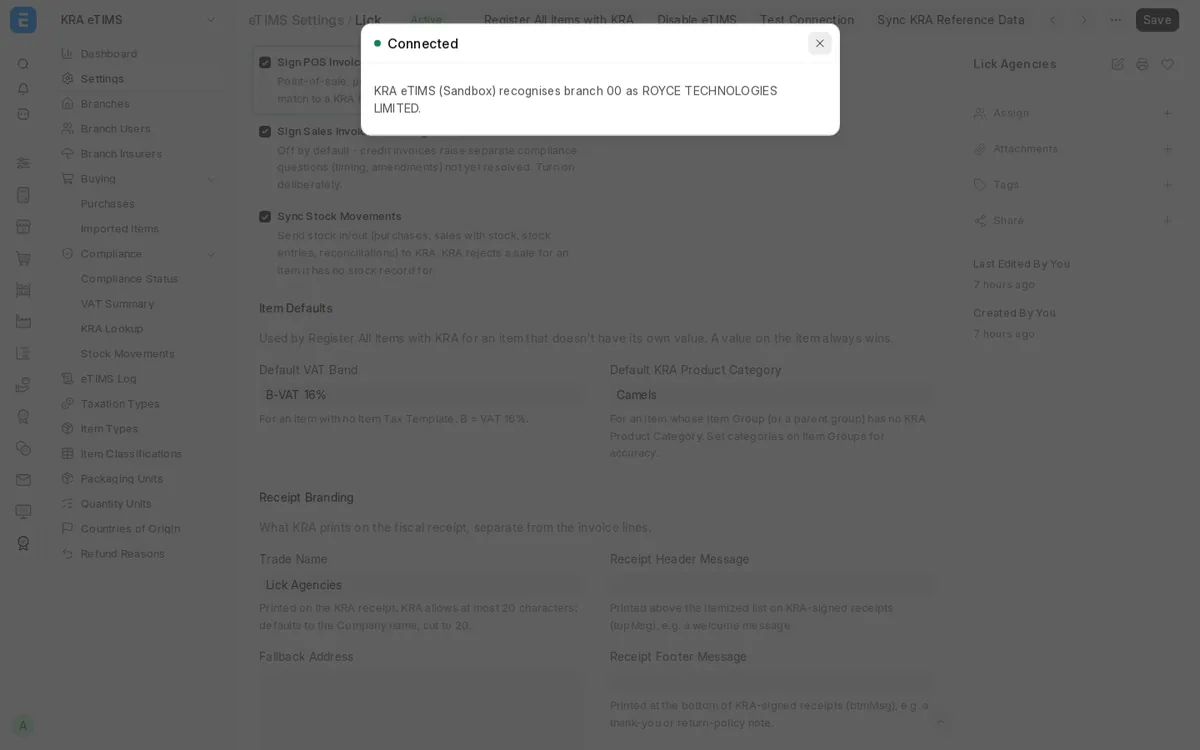 KRA eTIMS
eTIMS Settings / Lick
Active
Register All Items with KRA
Disable eTIMS
Test Connection
Sync KRA Reference Data
Save
Dashboard
Settings
Branches
Branch Users
Branch Insurers
Buying
Purchases
Imported Items
Compliance
Compliance Status
VAT Summary
KRA Lookup
Stock Movements
eTIMS Log
Taxation Types
Item Types
Item Classifications
Packaging Units
Quantity Units
Countries of Origin
Refund Reasons
A
Connected
KRA eTIMS (Sandbox) recognises branch 00 as ROYCE TECHNOLOGIES
LIMITED.
Sign POS
Point-of-sale,
match to a KRA
Sign Sales
Off by default - credit invoices raise separate compliance
questions (timing, amendments) not yet resolved. Turn on
deliberately.
Sync Stock Movements
Send stock in/out (purchases, sales with stock, stock
entries, reconciliations) to KRA. KRA rejects a sale for an
item it has no stock record for.
Item Defaults
Used by Register All Items with KRA for an item that doesn't have its own value. A value on the item always wins.
Default VAT Band
B-VAT 16%
For an item with no Item Tax Template. B = VAT 16%.
Default KRA Product Category
Camels
For an item whose Item Group (or a parent group) has no KRA
Product Category. Set categories on Item Groups for
accuracy.
Receipt Branding
What KRA prints on the fiscal receipt, separate from the invoice lines.
Trade Name
Lick Agencies
Printed on the KRA receipt. KRA allows at most 20 characters;
defaults to the Company name, cut to 20.
Receipt Header Message
Printed above the itemized list on KRA-signed receipts
(topMsg), e.g. a welcome message.
Fallback Address
Receipt Footer Message
Printed at the bottom of KRA-signed receipts (btmMsg), e.g. a
thank-you or return-policy note.
Lick Agencies
Assign
Attachments
Tags
Share
Last Edited By You
7 hours ago
Created By You
7 hours ago